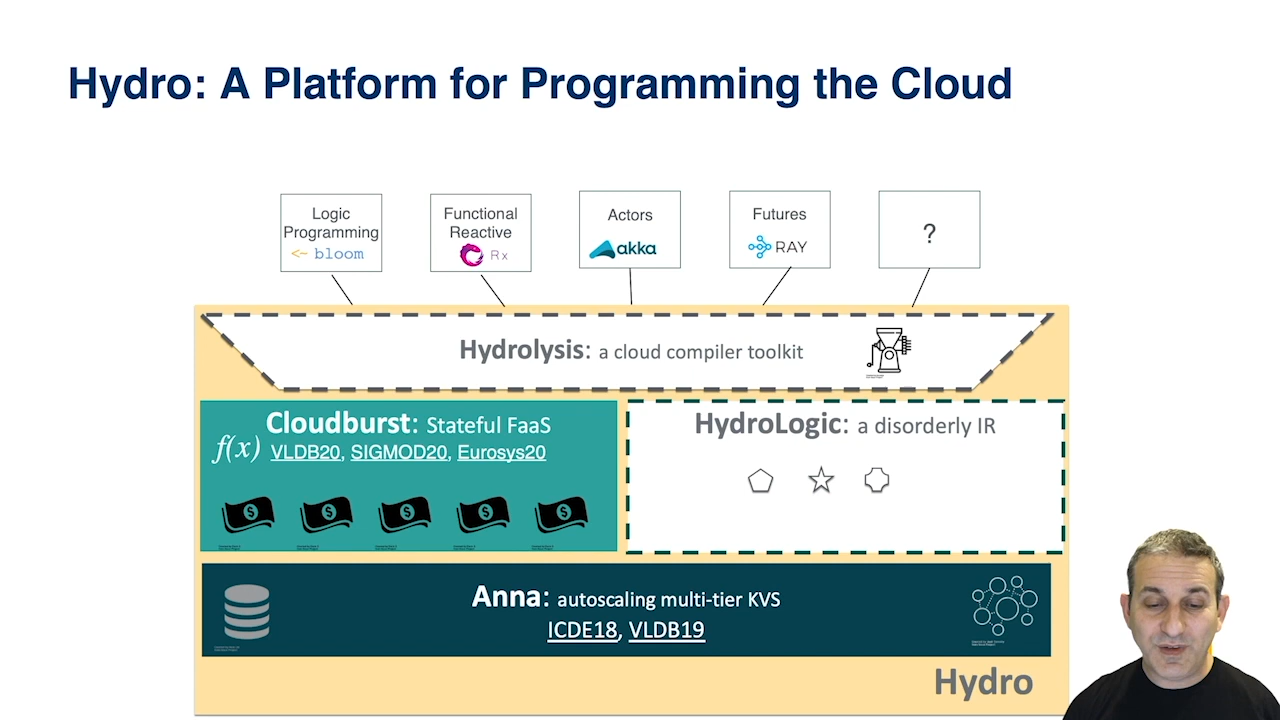 Hydro: A Platform for Programming the Cloud
Logic
Programming
<- bloom
Functional
Reactive
Rx
Actors
akka
Futures
RAY
?
Hydrolysis: a cloud compiler toolkit
Cloudburst: Stateful FaaS
f(x) VLDB20, SIGMOD20, Eurosys20
$ $ $ $ $
HydroLogic: a disorderly IR
Anna: autoscaling multi-tier KVS
ICDE18, VLDB19
Hydro